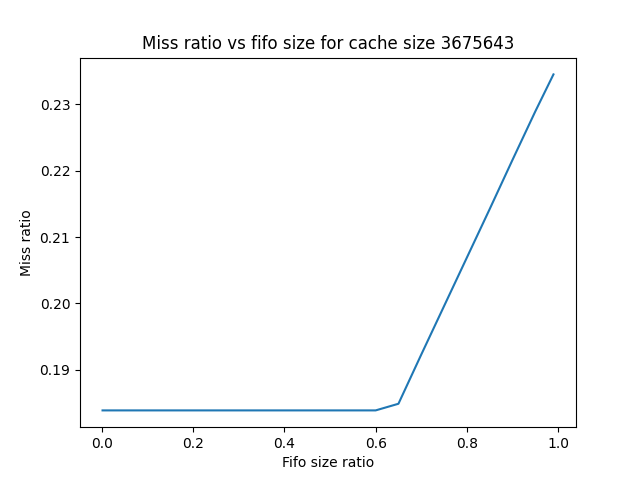 Miss ratio vs fifo size for cache size 3675643
Miss ratio
0.23
0.22
0.21
0.20
0.19
0.0 0.2 0.4 0.6 0.8 1.0
Fifo size ratio